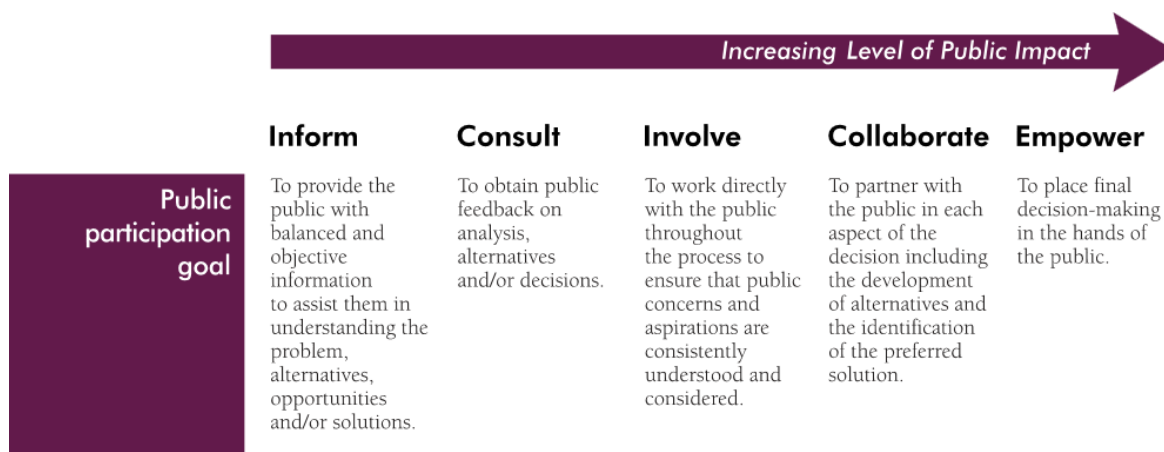 Increasing Level of Public Impact
Inform
Consult
Involve
Collaborate
Empower
Public
participation
goal
To provide the
public with
balanced and
objective
information
to assist them in
understanding the
problem,
alternatives,
opportunities
and/or solutions.
To obtain public
feedback on
analysis,
alternatives
and/or decisions.
To work directly
with the public
throughout
the process to
ensure that public
concerns and
aspirations are
consistently
understood and
considered.
To partner with
the public in each
aspect of the
decision including
the development
of alternatives and
the identification
of the preferred
solution.
To place final
decision-making
in the hands of
the public.